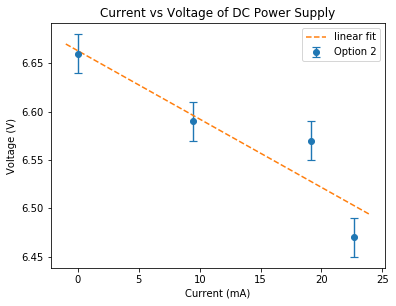 Current vs Voltage of DC Power Supply
linear fit
Option 2
Voltage (V)
6.65
6.60
6.55
6.50
6.45
0 5 10 15 20 25
Current (mA)